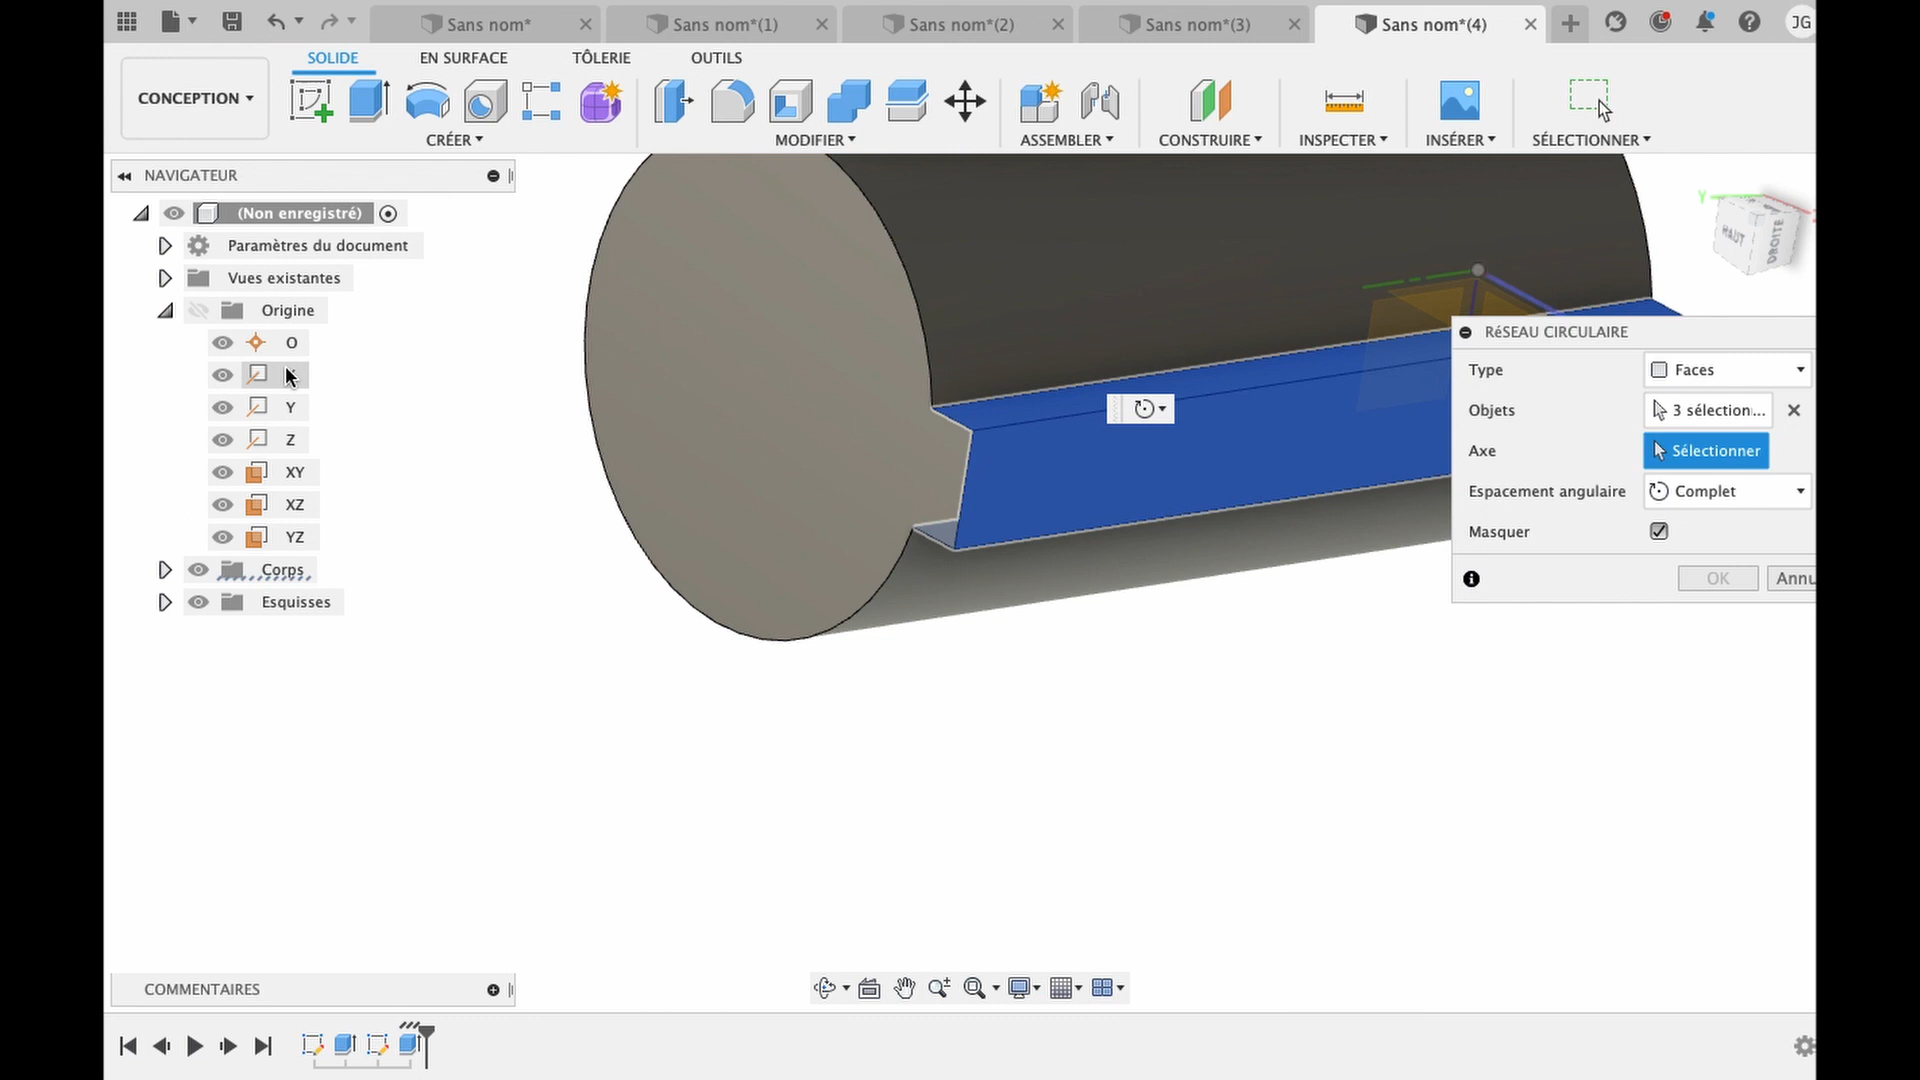 Sans nom*
Sans nom*(1)
Sans nom*(2)
Sans nom*(3)
Sans nom*(4)
JG
SOLIDE
EN SURFACE
TÔLERIE
OUTILS
CONCEPTION
CRÉER
MODIFIER
ASSEMBLER
CONSTRUIRE
INSPECTER
INSÉRER
SÉLECTIONNER
NAVIGATEUR
(Non enregistré)
Paramètres du document
Vues existantes
Origine
O
Y
Z
XY
XZ
YZ
Corps
Esquisses
Y
HAUT
DROITE
RéSEAU CIRCULAIRE
Type
Faces
Objets
3 sélection...
Axe
Sélectionner
Espacement angulaire
Complet
Masquer
OK
Annu
COMMENTAIRES